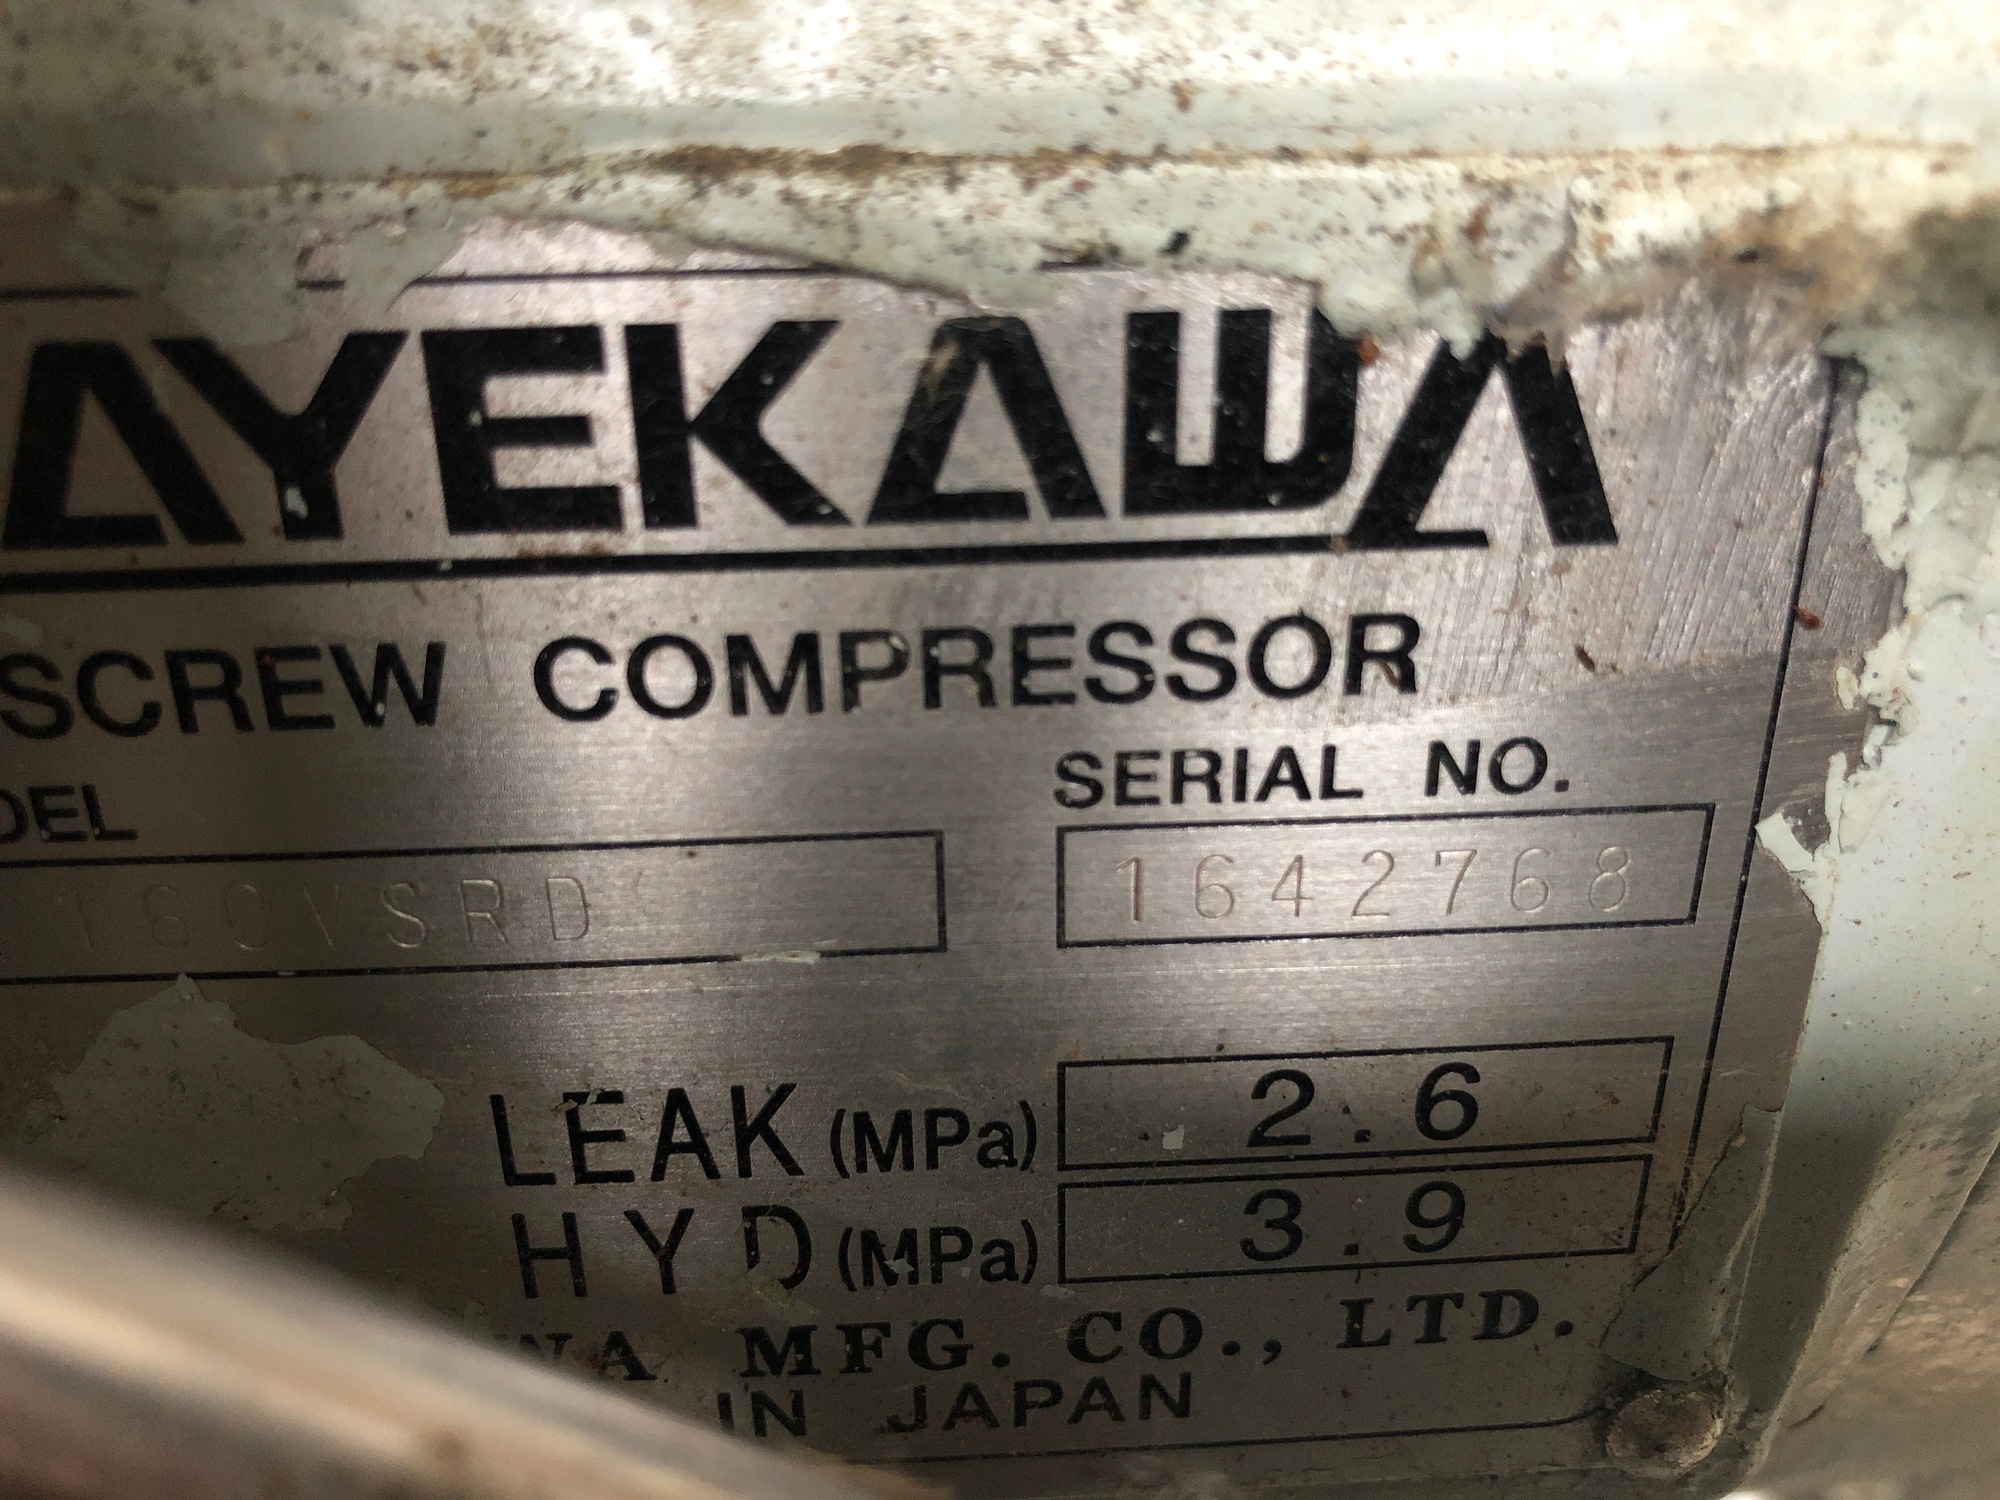 AYEKAWA
SCREW COMPRESSOR
DEL
SERIAL NO.
160VSRD
1642768
LEAK (MPa) 2.6
HYD (MPa) 3.9
WA MFG. CO., LTD.
IN JAPAN